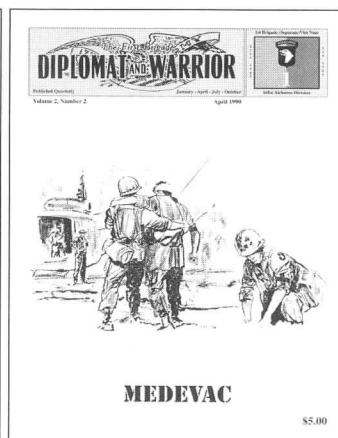 The First Brigade
DIPLOMAT AND WARRIOR
Published Quarterly
January - April - July - October
1st Brigade (Separate) Viet Nam
101st Airborne Division
Volume 2, Number 2
April 1999
MEDEVAC
$5.00